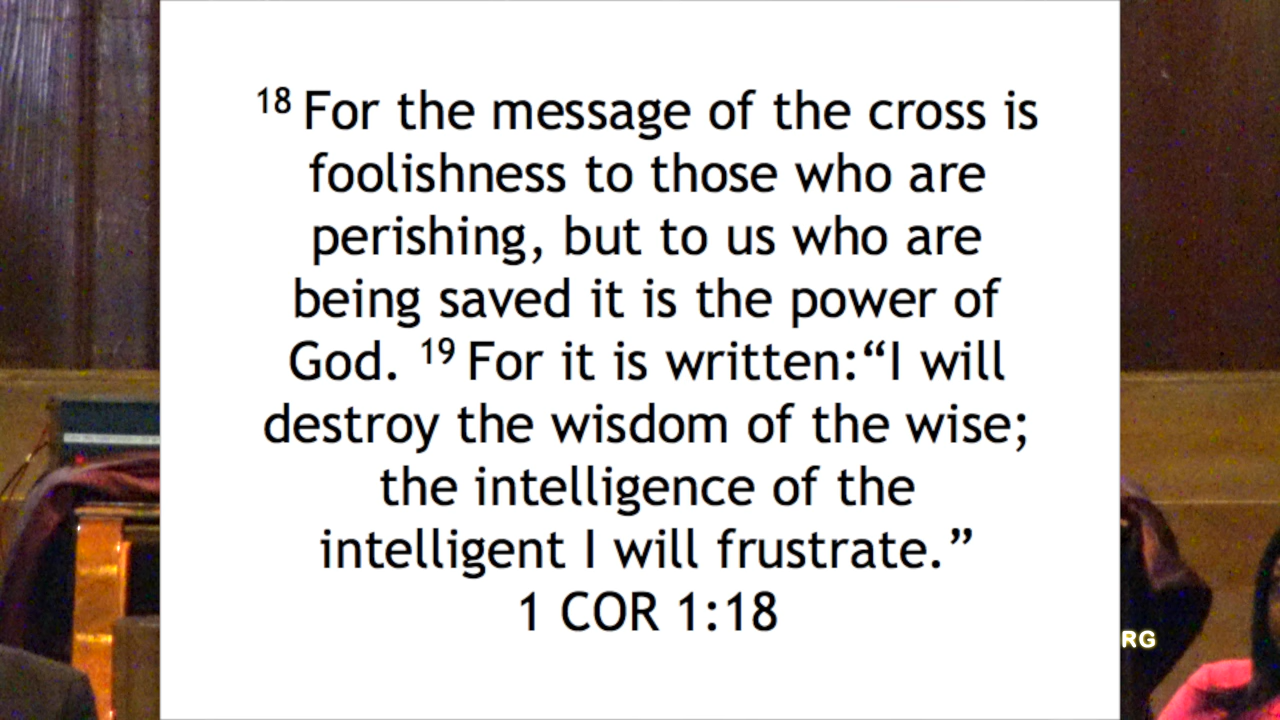 18 For the message of the cross is
foolishness to those who are
perishing, but to us who are
being saved it is the power of
God. 19 For it is written:“I will
destroy the wisdom of the wise;
the intelligence of the
intelligent I will frustrate.”
1 COR 1:18
RG